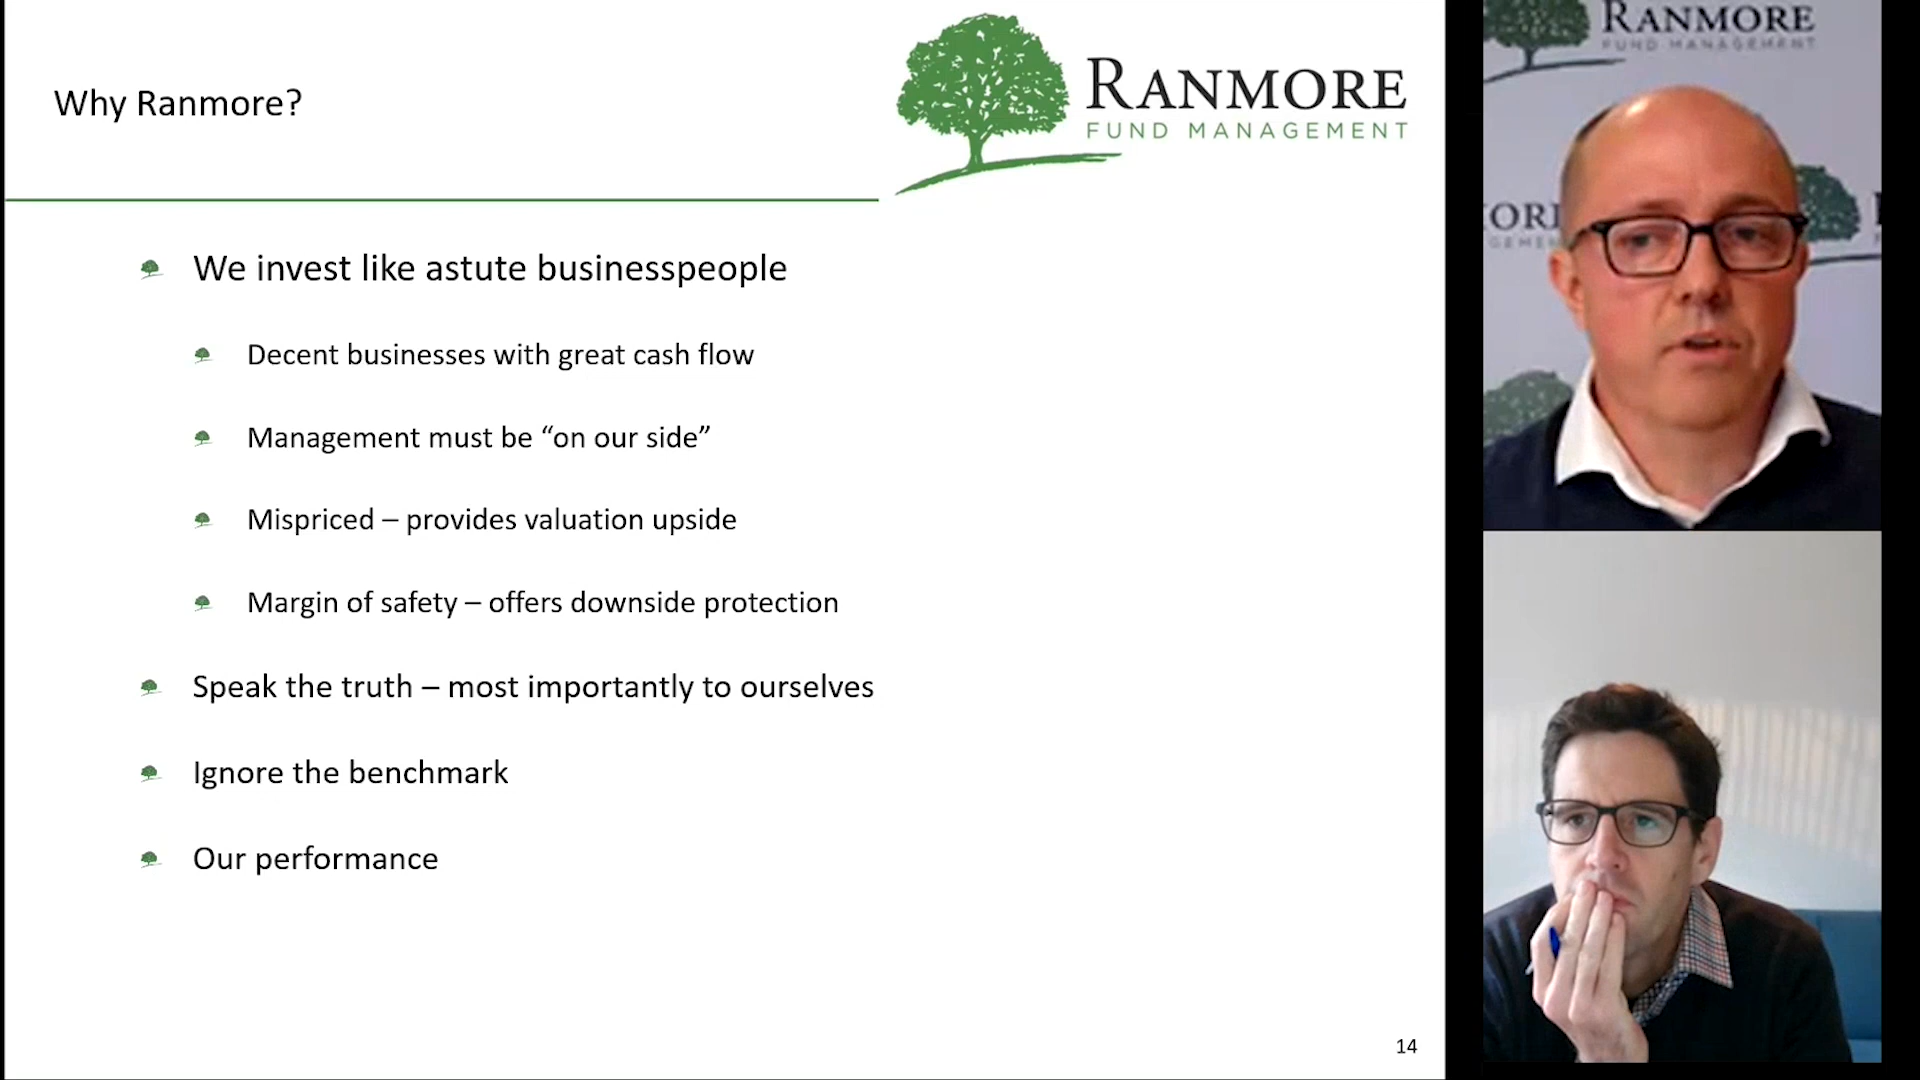 Why Ranmore?
RANMORE
FUND MANAGEMENT
We invest like astute businesspeople
Decent businesses with great cash flow
Management must be “on our side”
Mispriced – provides valuation upside
Margin of safety – offers downside protection
Speak the truth – most importantly to ourselves
Ignore the benchmark
Our performance
14
RANMORE
FUND MANAGEMENT